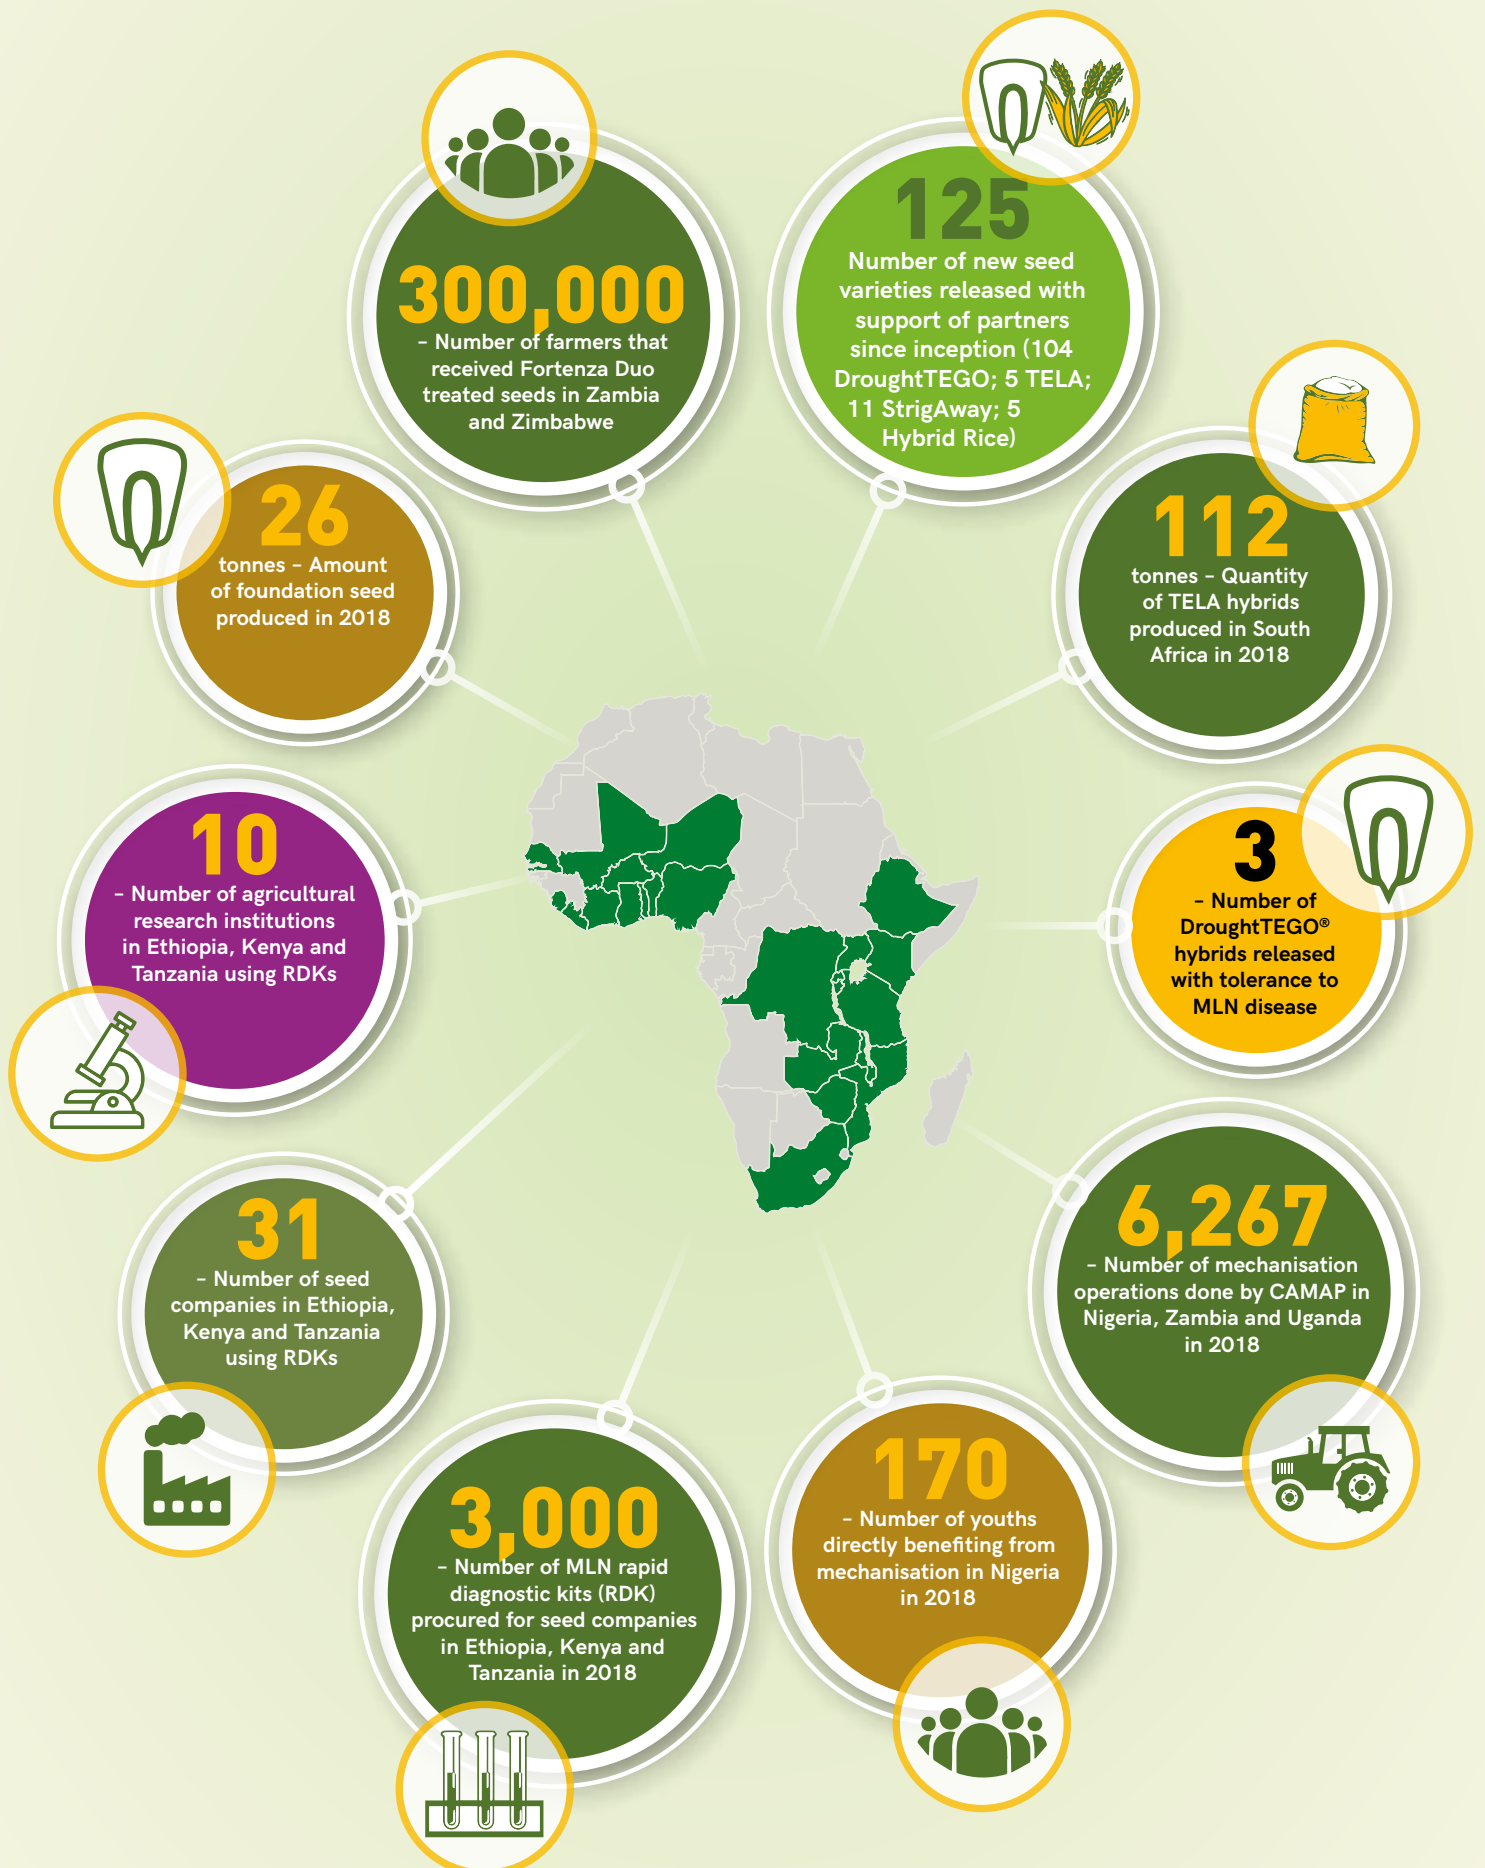 300,000
– Number of farmers that
received Fortenza Duo
treated seeds in Zambia
and Zimbabwe
125
Number of new seed
varieties released with
support of partners
since inception (104
DroughtTEGO; 5 TELA;
11 StrigAway; 5
Hybrid Rice)
26
tonnes – Amount
of foundation seed
produced in 2018
112
tonnes – Quantity
of TELA hybrids
produced in South
Africa in 2018
10
– Number of agricultural
research institutions
in Ethiopia, Kenya and
Tanzania using RDKs
3
– Number of
DroughtTEGO®
hybrids released
with tolerance to
MLN disease
31
– Number of seed
companies in Ethiopia,
Kenya and Tanzania
using RDKs
6,267
– Number of mechanisation
operations done by CAMAP in
Nigeria, Zambia and Uganda
in 2018
3,000
– Number of MLN rapid
diagnostic kits (RDK)
procured for seed companies
in Ethiopia, Kenya and
Tanzania in 2018
170
– Number of youths
directly benefiting from
mechanisation in Nigeria
in 2018